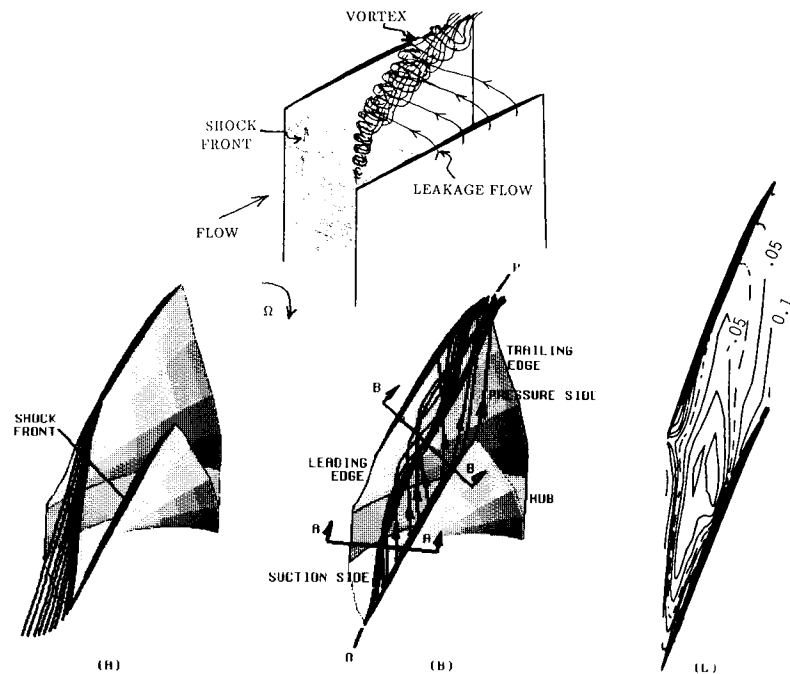 VORTEX
SHOCK
FRONT
LEAKAGE FLOW
FLOW
Ω
SHOCK
FRONT
(A)
P
TRAILING
EDGE
PRESSURE SIDE
B
B
LEADING
EDGE
HUB
A
A
SUCTION SIDE
(B)
.05
-.05
0.1